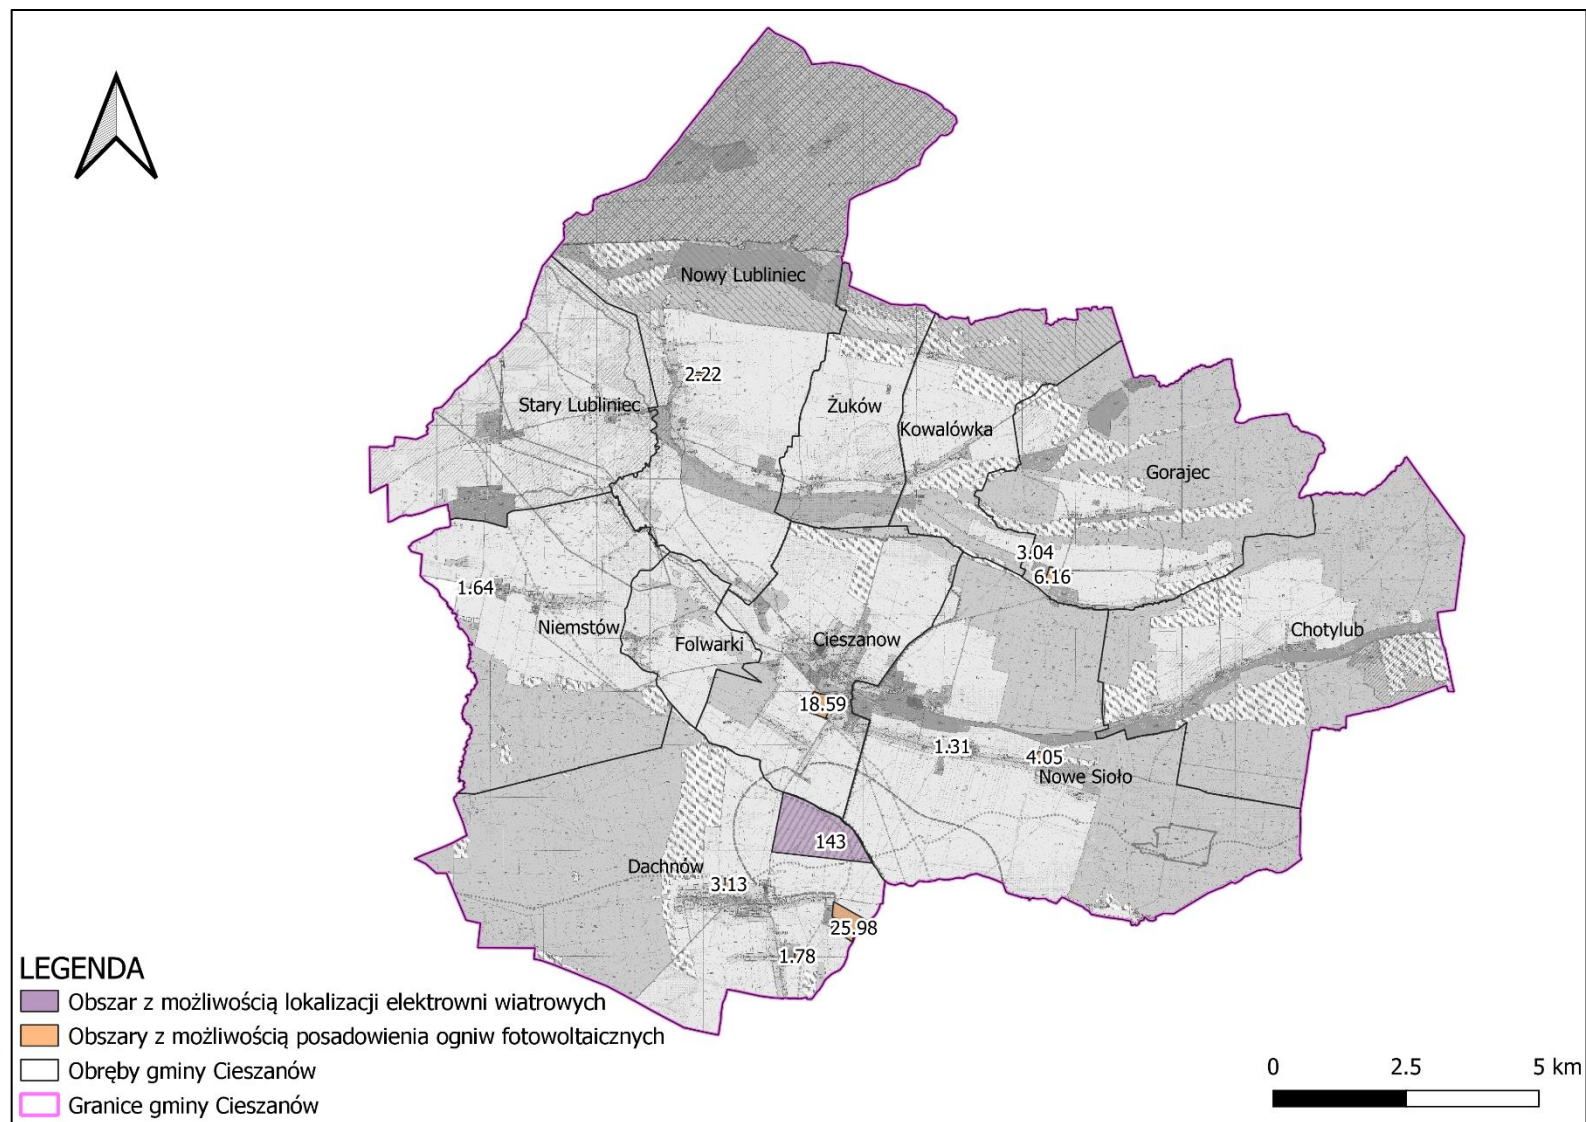 Nowy Lubliniec
2.22
Stary Lubliniec
Żuków
Kowalówka
Gorajec
3.04
6.16
1.64
Niemstów
Folwarki
Cieszanow
Chotylub
18.59
1.31
4.05
Nowe Sioło
143
Dachnów
3.13
25.98
1.78
LEGENDA
Obszar z możliwością lokalizacji elektrowni wiatrowych
Obszary z możliwością posadowienia ogniw fotowoltaicznych
Obręby gminy Cieszanów
Granice gminy Cieszanów
0 2.5 5 km